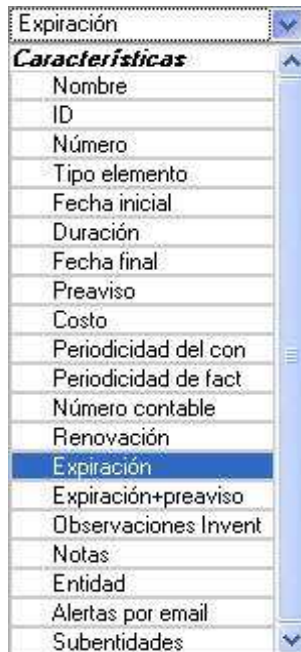 Expiración
Características
Nombre
ID
Número
Tipo elemento
Fecha inicial
Duración
Fecha final
Preaviso
Costo
Periodicidad del con
Periodicidad de fact
Número contable
Renovación
Expiración
Expiración+preaviso
Observaciones Invent
Notas
Entidad
Alertas por email
Subentidades